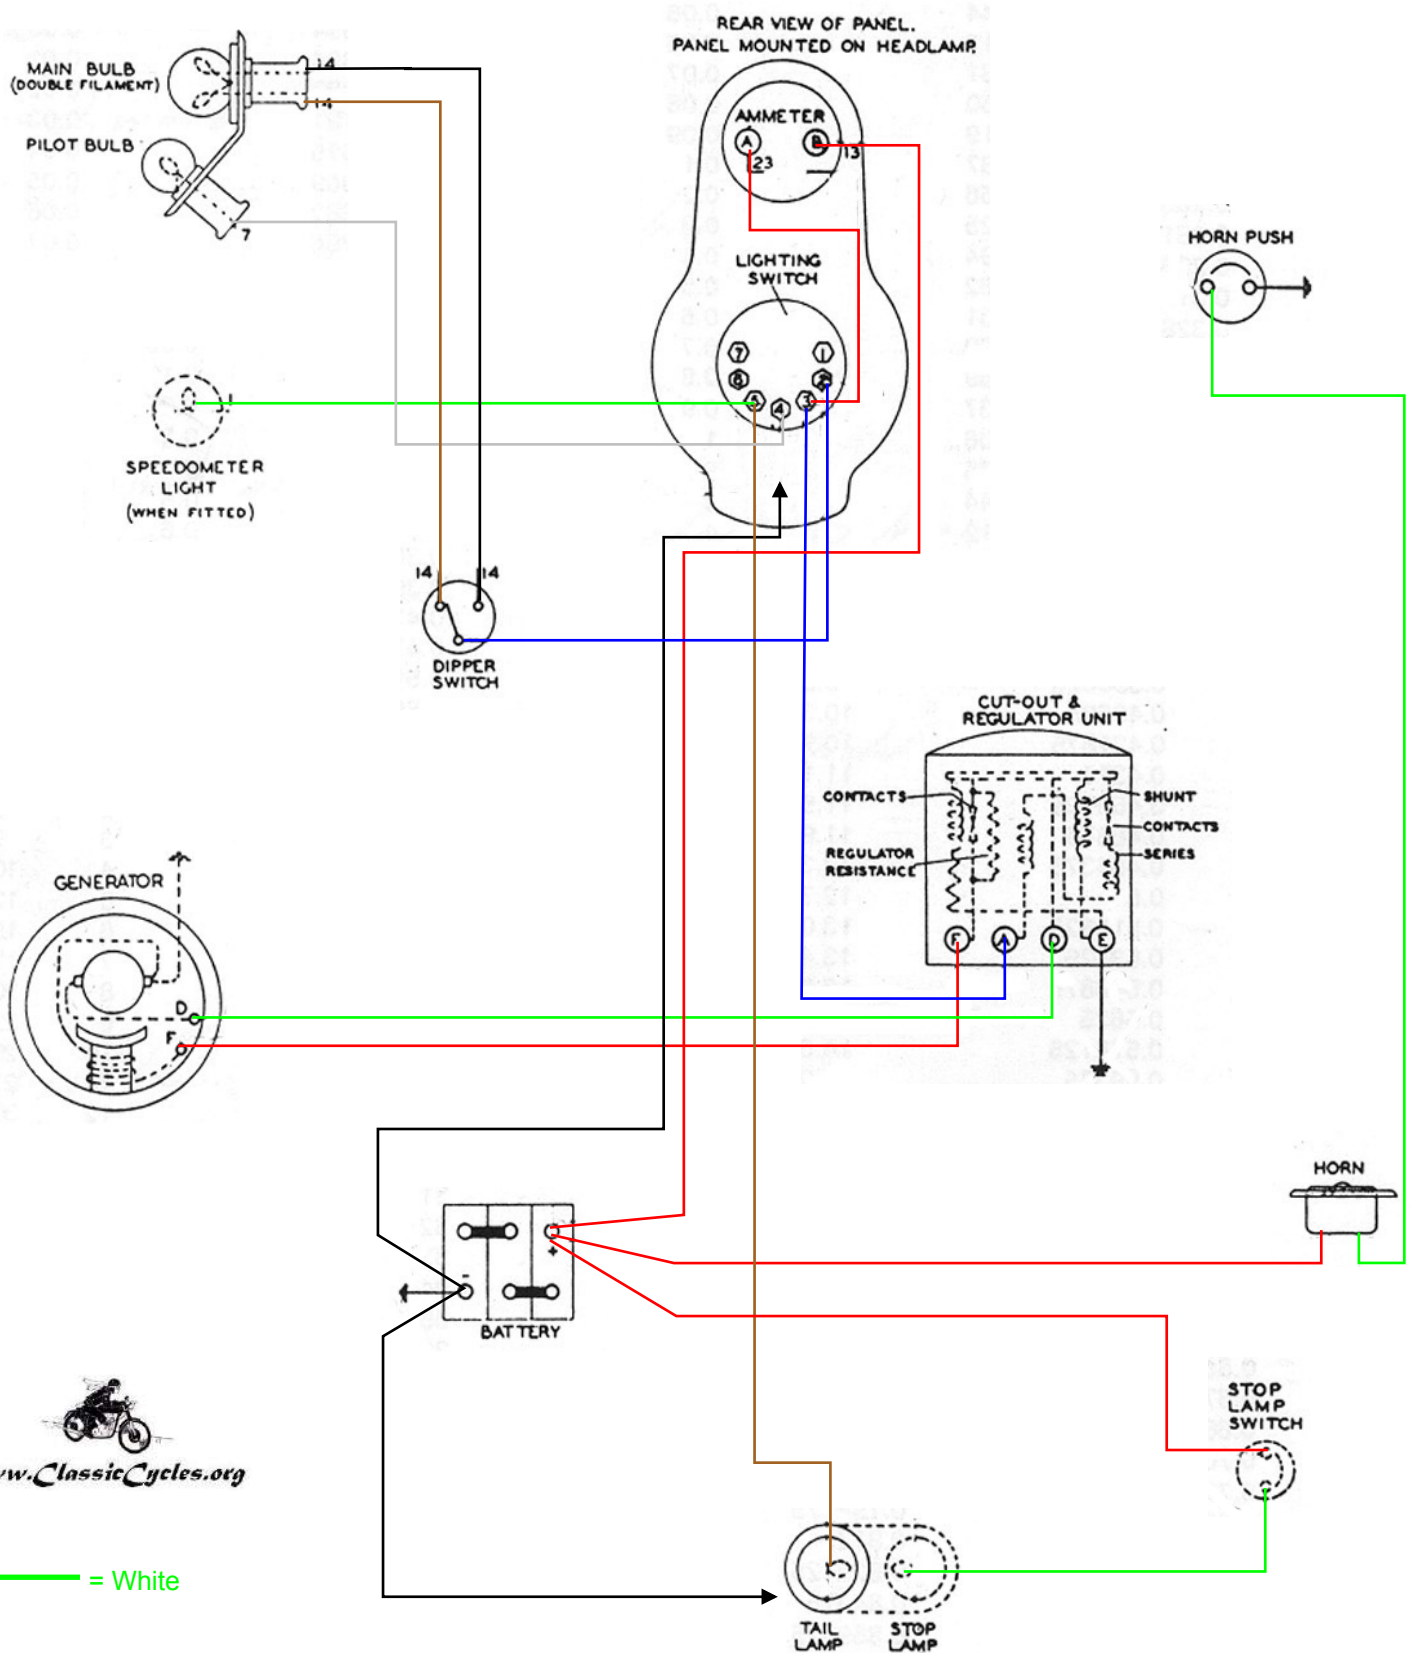 REAR VIEW OF PANEL.
PANEL MOUNTED ON HEADLAMP.
MAIN BULB
(DOUBLE FILAMENT)
14
14
PILOT BULB
7
AMMETER
A
B
23
13
LIGHTING
SWITCH
7
1
6
2
5
4
3
HORN PUSH
SPEEDOMETER
LIGHT
(WHEN FITTED)
14
14
DIPPER
SWITCH
CUT-OUT &
REGULATOR UNIT
CONTACTS
SHUNT
CONTACTS
REGULATOR
RESISTANCE
SERIES
F
A
D
E
GENERATOR
D
F
HORN
+
-
BATTERY
STOP
LAMP
SWITCH
w.ClassicCycles.org
= White
TAIL
LAMP
STOP
LAMP